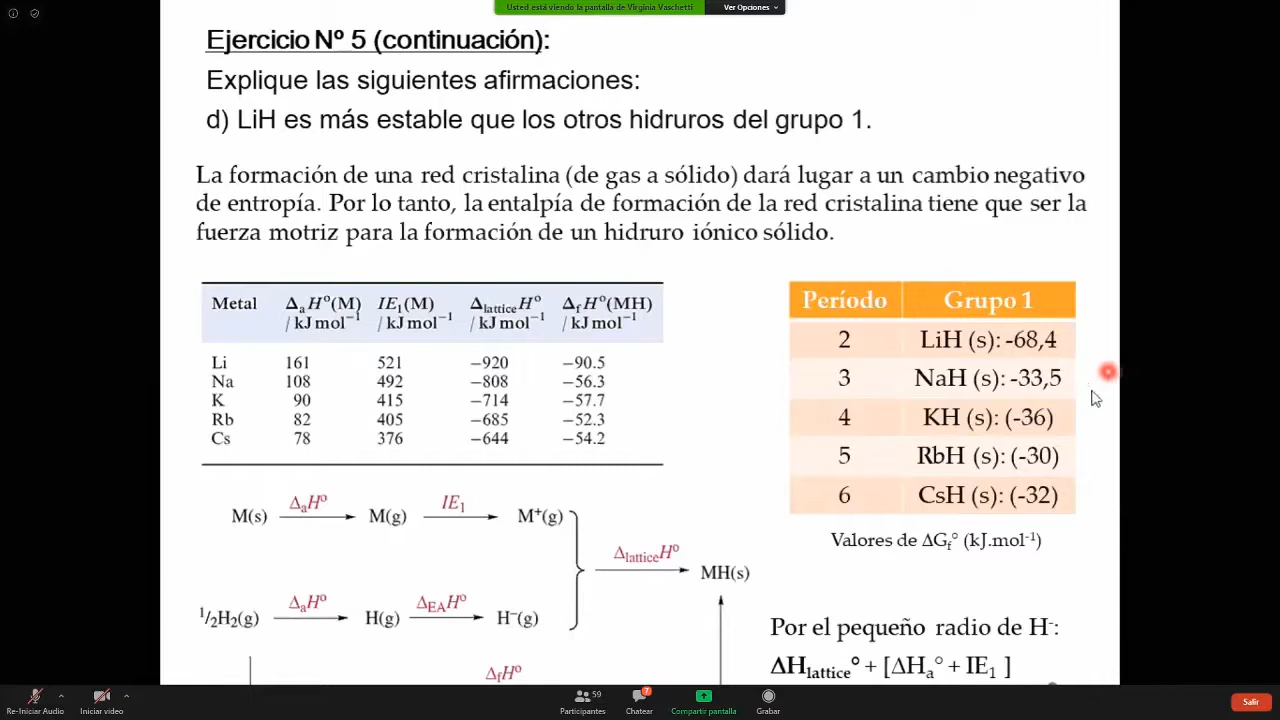 Usted está viendo la pantalla de Virginia Vaschetti
Ver Opciones
Ejercicio Nº 5 (continuación):
Explique las siguientes afirmaciones:
d) LiH es más estable que los otros hidruros del grupo 1.
La formación de una red cristalina (de gas a sólido) dará lugar a un cambio negativo
de entropía. Por lo tanto, la entalpía de formación de la red cristalina tiene que ser la
fuerza motriz para la formación de un hidruro iónico sólido.
Metal ΔaH°(M) IE₁(M) ΔlatticeH° ΔfH°(MH)
/ kJ mol⁻¹ / kJ mol⁻¹ / kJ mol⁻¹ / kJ mol⁻¹
Li 161 521 −920 −90.5
Na 108 492 −808 −56.3
K 90 415 −714 −57.7
Rb 82 405 −685 −52.3
Cs 78 376 −644 −54.2
Período Grupo 1
2 LiH (s): -68,4
3 NaH (s): -33,5
4 KH (s): (-36)
5 RbH (s): (-30)
6 CsH (s): (-32)
Valores de ΔGf° (kJ.mol⁻¹)
ΔaH° IE₁
M(s) M(g) M⁺(g)
ΔlatticeH°
MH(s)
ΔaH° ΔEAH°
¹/₂H₂(g) H(g) H⁻(g)
ΔfH°
Por el pequeño radio de H⁻:
ΔHlattice° + [ΔHa° + IE₁ ]
Re-Iniciar Audio
Iniciar video
59
Participantes
7
Chatear
Compartir pantalla
Grabar
Salir